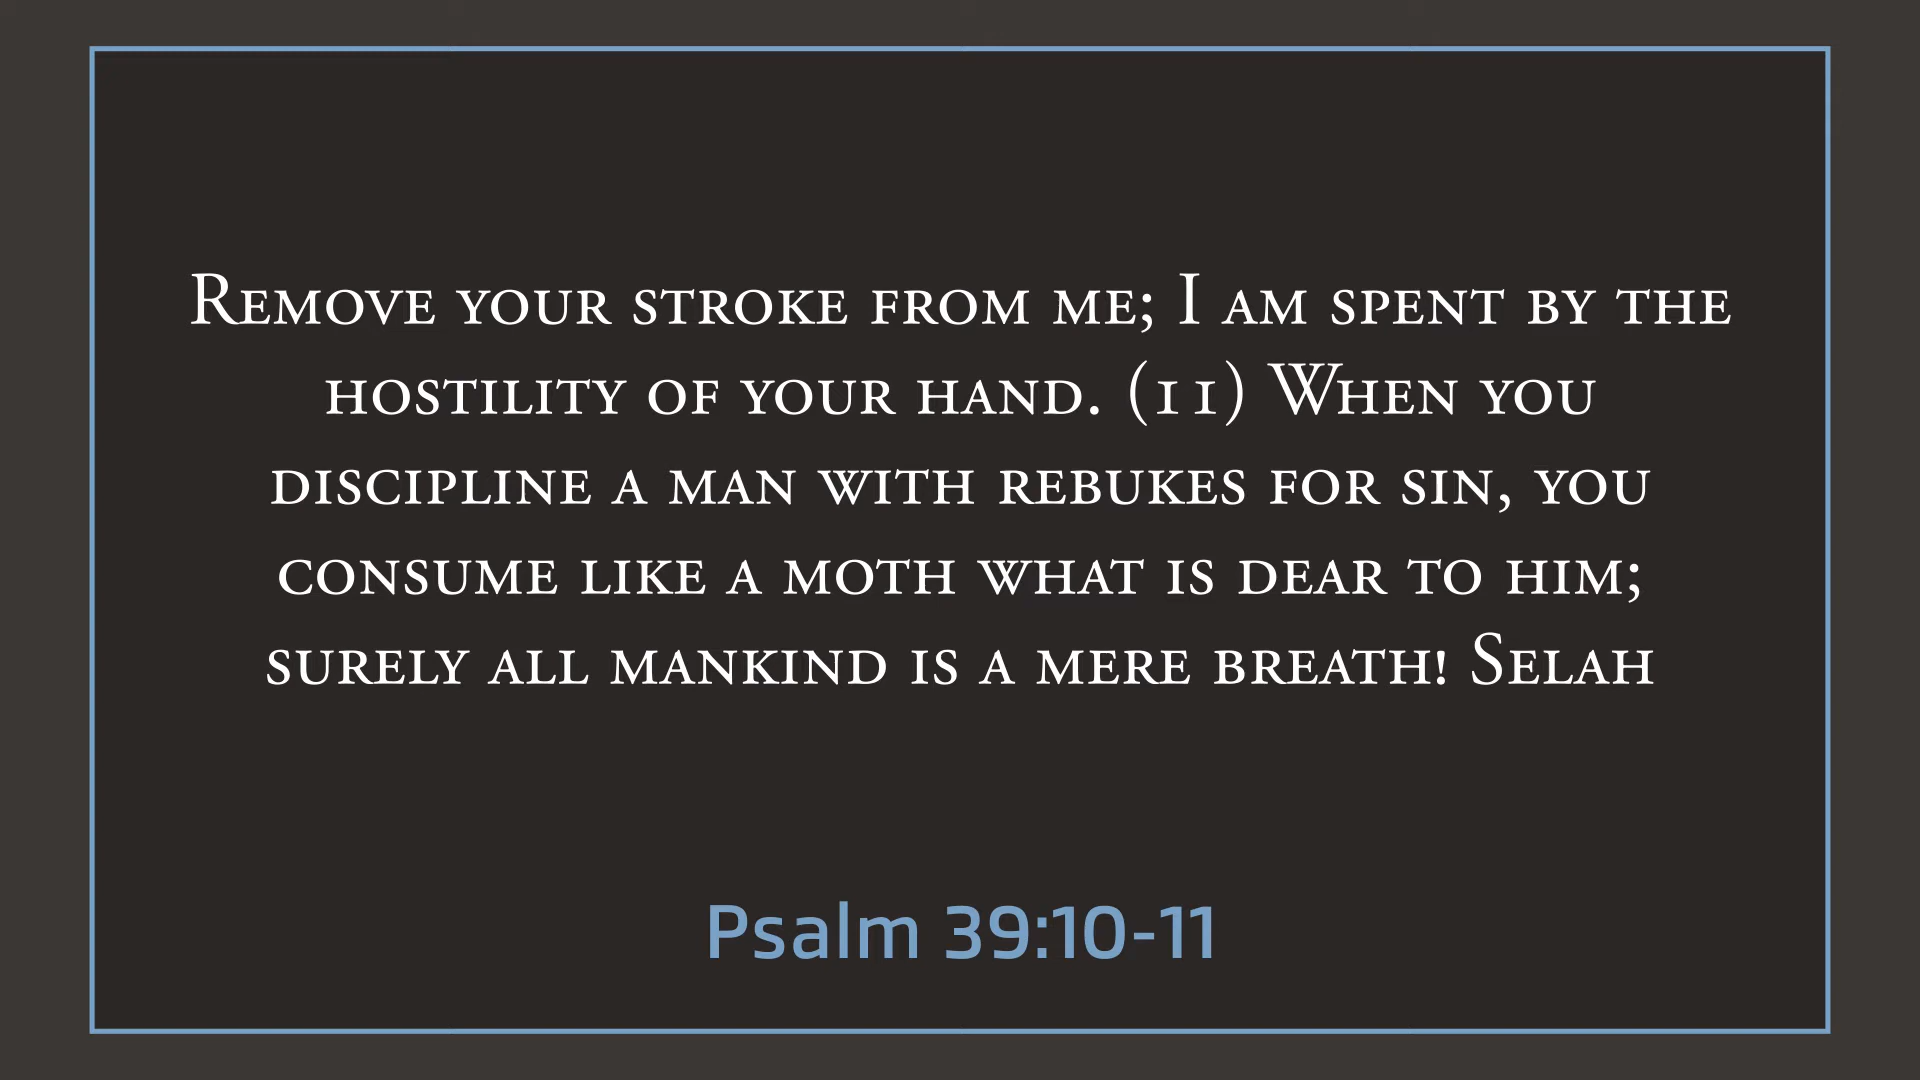 Remove your stroke from me; I am spent by the
hostility of your hand. (11) When you
discipline a man with rebukes for sin, you
consume like a moth what is dear to him;
surely all mankind is a mere breath! Selah
Psalm 39:10-11